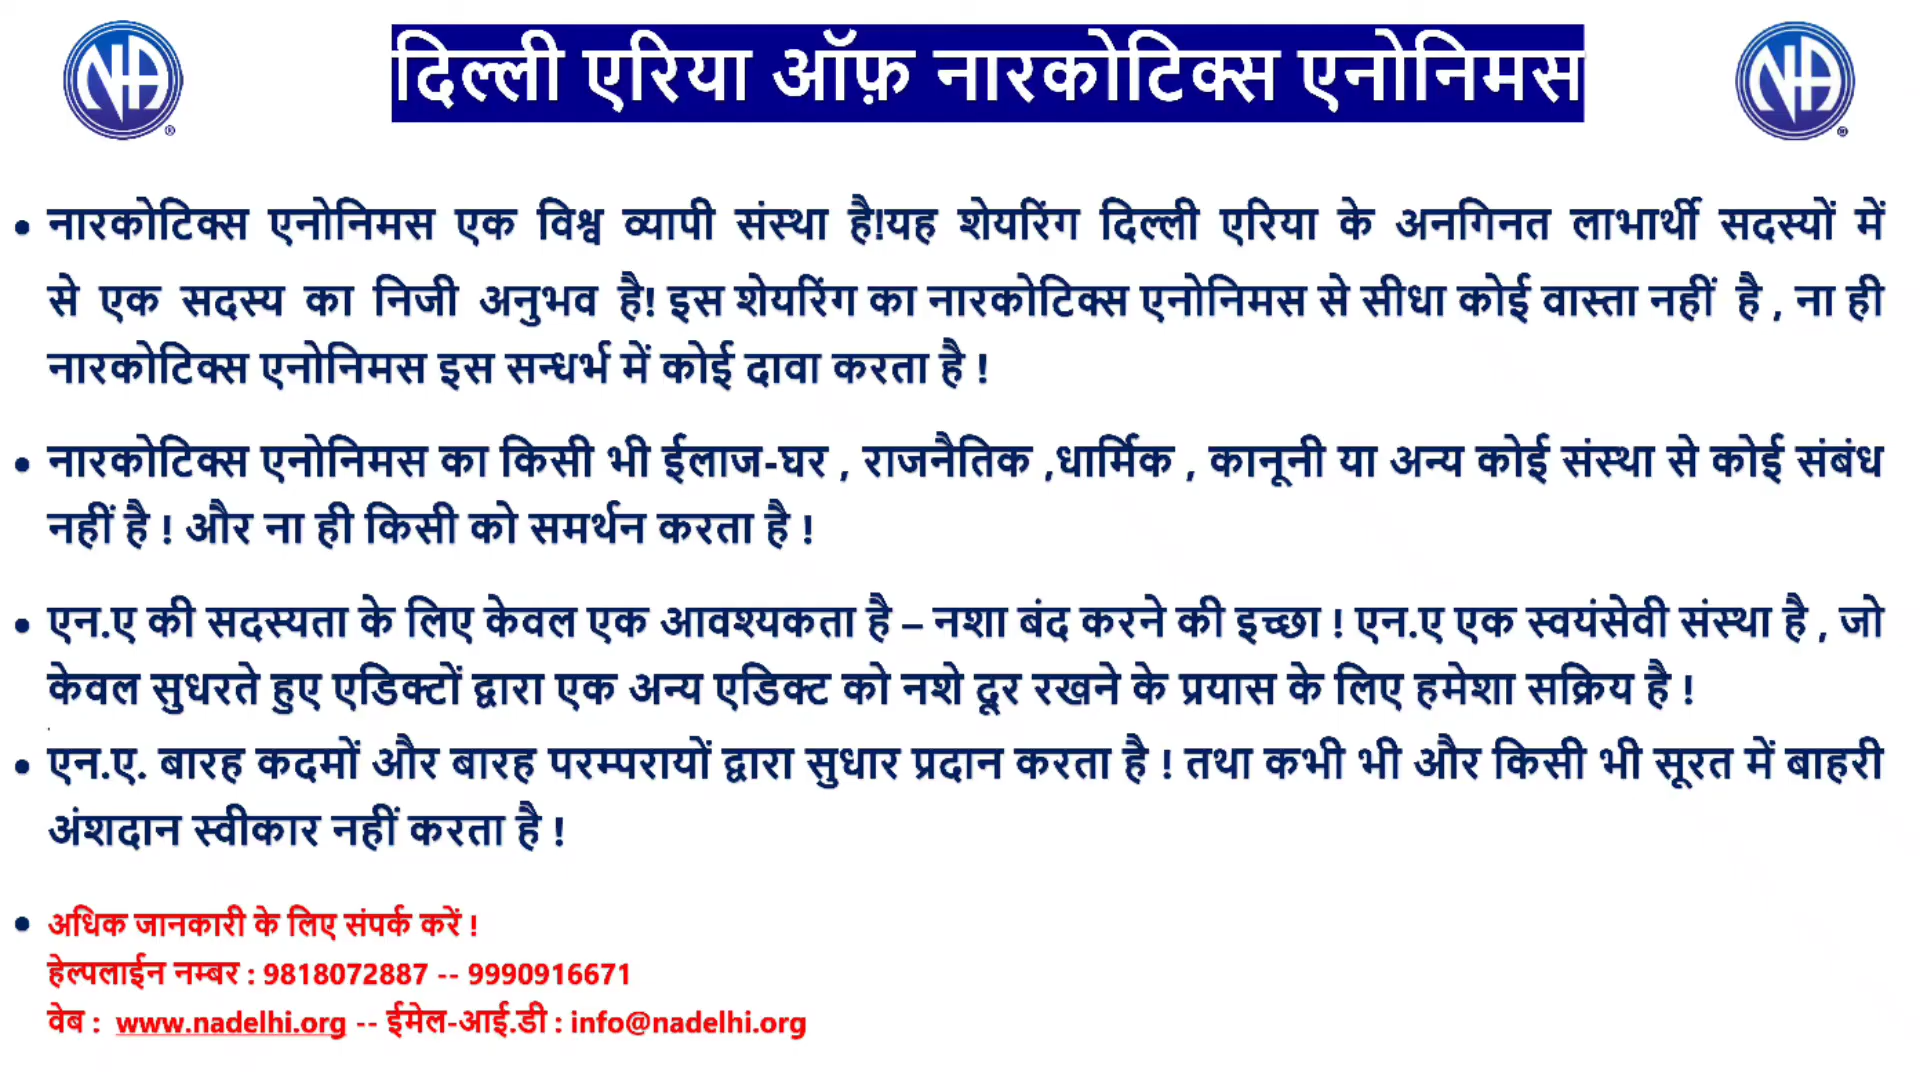 NA ® दिल्ली एरिया ऑफ़ नारकोटिक्स एनोनिमस NA ®
• नारकोटिक्स एनोनिमस एक विश्व व्यापी संस्था है!यह शेयरिंग दिल्ली एरिया के अनगिनत लाभार्थी सदस्यों में
से एक सदस्य का निजी अनुभव है! इस शेयरिंग का नारकोटिक्स एनोनिमस से सीधा कोई वास्ता नहीं है , ना ही
नारकोटिक्स एनोनिमस इस सन्धर्भ में कोई दावा करता है !
• नारकोटिक्स एनोनिमस का किसी भी ईलाज-घर , राजनैतिक ,धार्मिक , कानूनी या अन्य कोई संस्था से कोई संबंध
नहीं है ! और ना ही किसी को समर्थन करता है !
• एन.ए की सदस्यता के लिए केवल एक आवश्यकता है – नशा बंद करने की इच्छा ! एन.ए एक स्वयंसेवी संस्था है , जो
केवल सुधरते हुए एडिक्टों द्वारा एक अन्य एडिक्ट को नशे दूर रखने के प्रयास के लिए हमेशा सक्रिय है !
• एन.ए. बारह कदमों और बारह परम्परायों द्वारा सुधार प्रदान करता है ! तथा कभी भी और किसी भी सूरत में बाहरी
अंशदान स्वीकार नहीं करता है !
• अधिक जानकारी के लिए संपर्क करें !
हेल्पलाईन नम्बर : 9818072887 -- 9990916671
वेब : www.nadelhi.org -- ईमेल-आई.डी : info@nadelhi.org